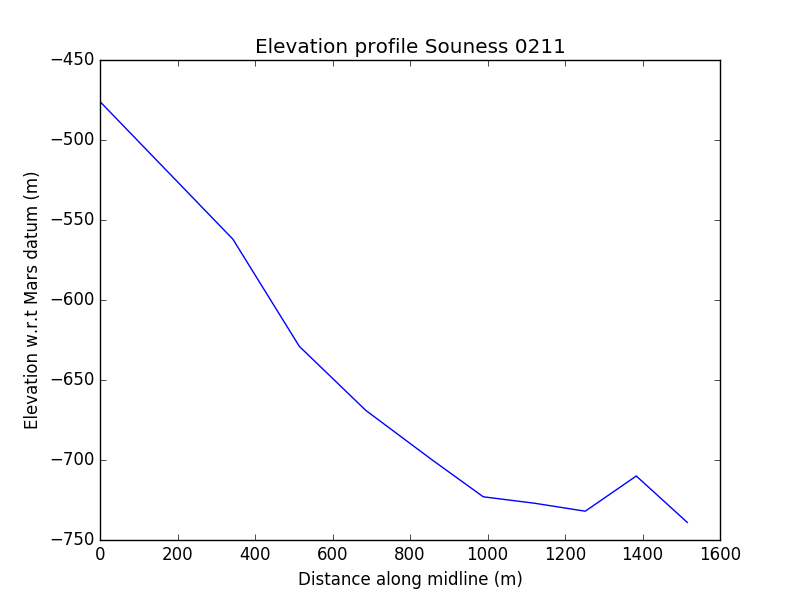 Elevation profile Souness 0211
−450
−500
−550
−600
−650
−700
−750
Elevation w.r.t Mars datum (m)
0 200 400 600 800 1000 1200 1400 1600
Distance along midline (m)